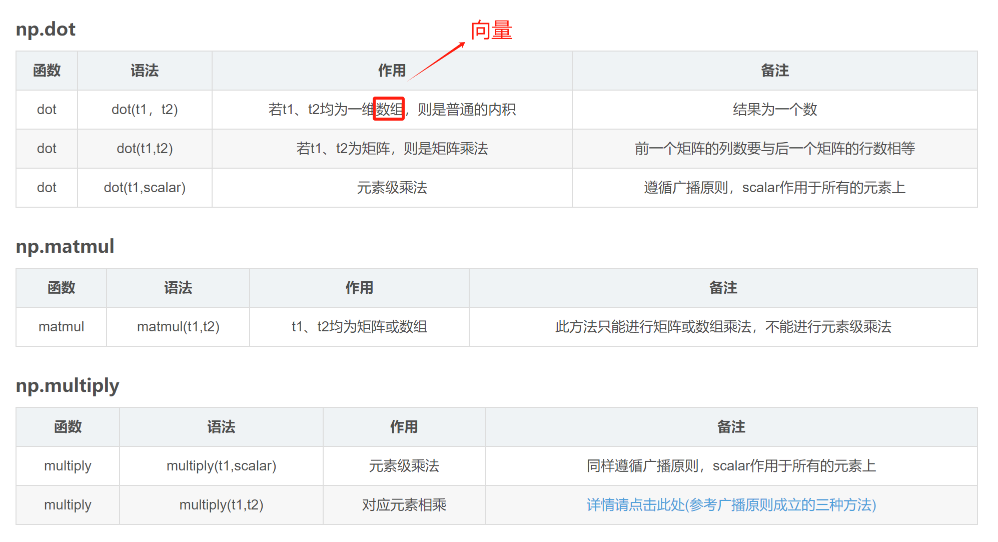 np.dot
向量
函数 语法 作用 备注
dot dot(t1，t2) 若t1、t2均为一维数组，则是普通的内积 结果为一个数
dot dot(t1,t2) 若t1、t2为矩阵，则是矩阵乘法 前一个矩阵的列数要与后一个矩阵的行数相等
dot dot(t1,scalar) 元素级乘法 遵循广播原则，scalar作用于所有的元素上
np.matmul
函数 语法 作用 备注
matmul matmul(t1,t2) t1、t2均为矩阵或数组 此方法只能进行矩阵或数组乘法，不能进行元素级乘法
np.multiply
函数 语法 作用 备注
multiply multiply(t1,scalar) 元素级乘法 同样遵循广播原则，scalar作用于所有的元素上
multiply multiply(t1,t2) 对应元素相乘 详情请点击此处(参考广播原则成立的三种方法)